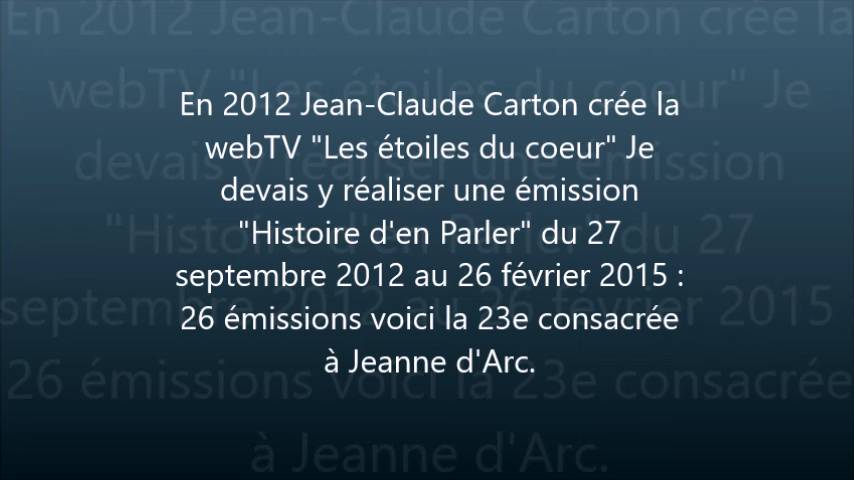 En 2012 Jean-Claude Carton crée la
webTV "Les étoiles du coeur" Je
devais y réaliser une émission
"Histoire d'en Parler" du 27
septembre 2012 au 26 février 2015 :
26 émissions voici la 23e consacrée
à Jeanne d'Arc.